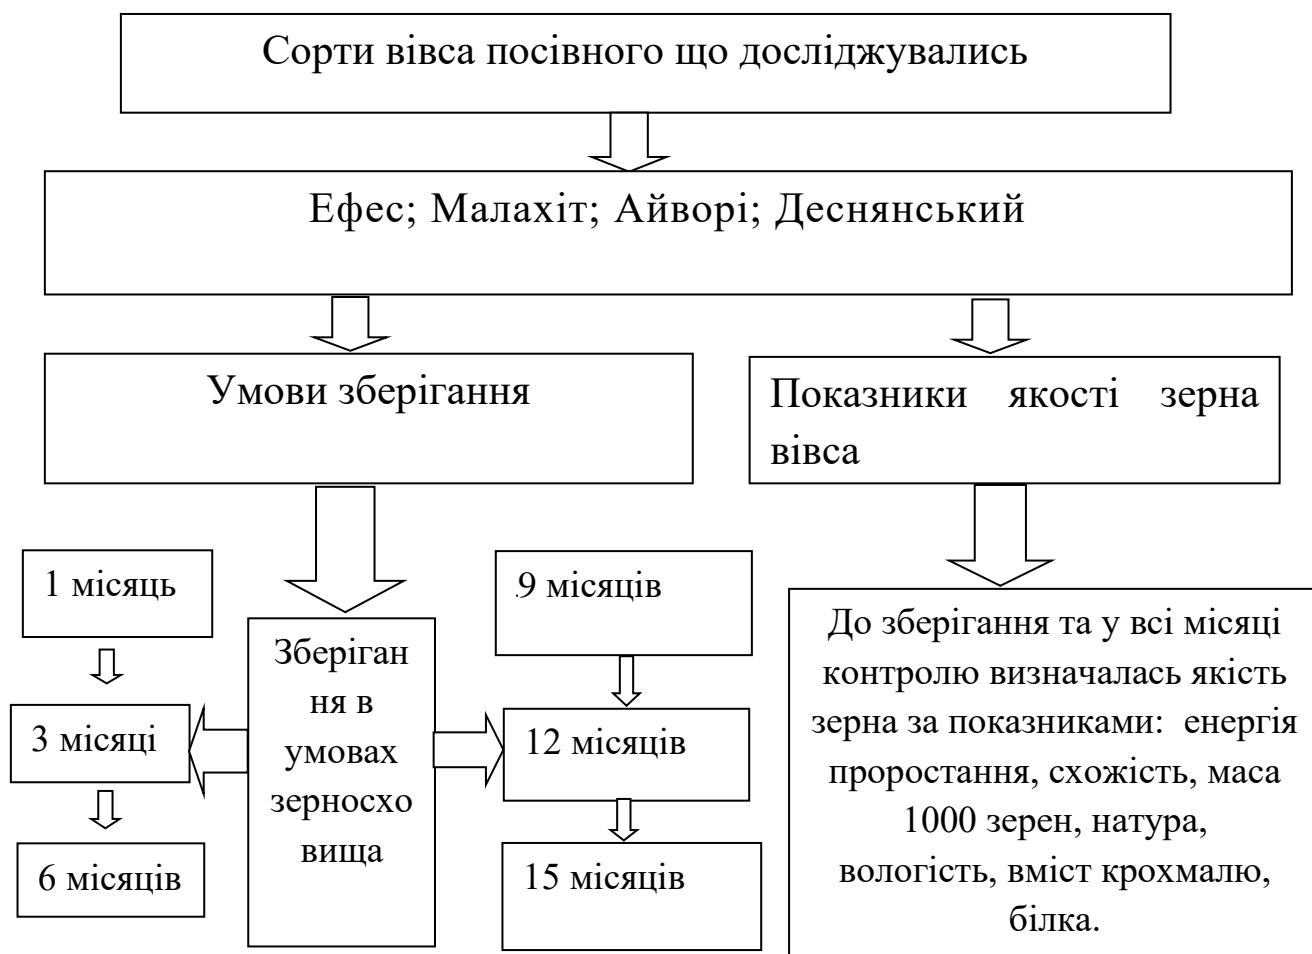 Сорти вівса посівного що досліджувались
Ефес; Малахіт; Айворі; Деснянський
Умови зберігання
Показники якості зерна
вівса
1 місяць
3 місяці
6 місяців
Зберіган
ня в
умовах
зерносхо
вища
9 місяців
12 місяців
15 місяців
До зберігання та у всі місяці
контролю визначалась якість
зерна за показниками: енергія
проростання, схожість, маса
1000 зерен, натура,
вологість, вміст крохмалю,
білка.